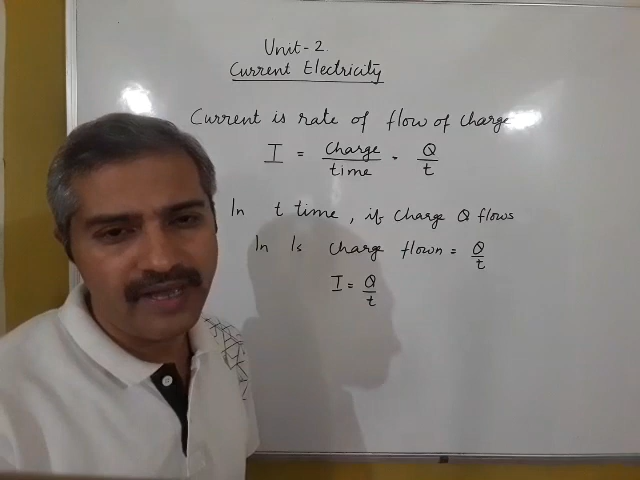 Unit-2.
Current Electricity
Current is rate of flow of charge
I = Charge/time = Q/t
In t time, if charge Q flows
In 1s charge flown = Q/t
I = Q/t